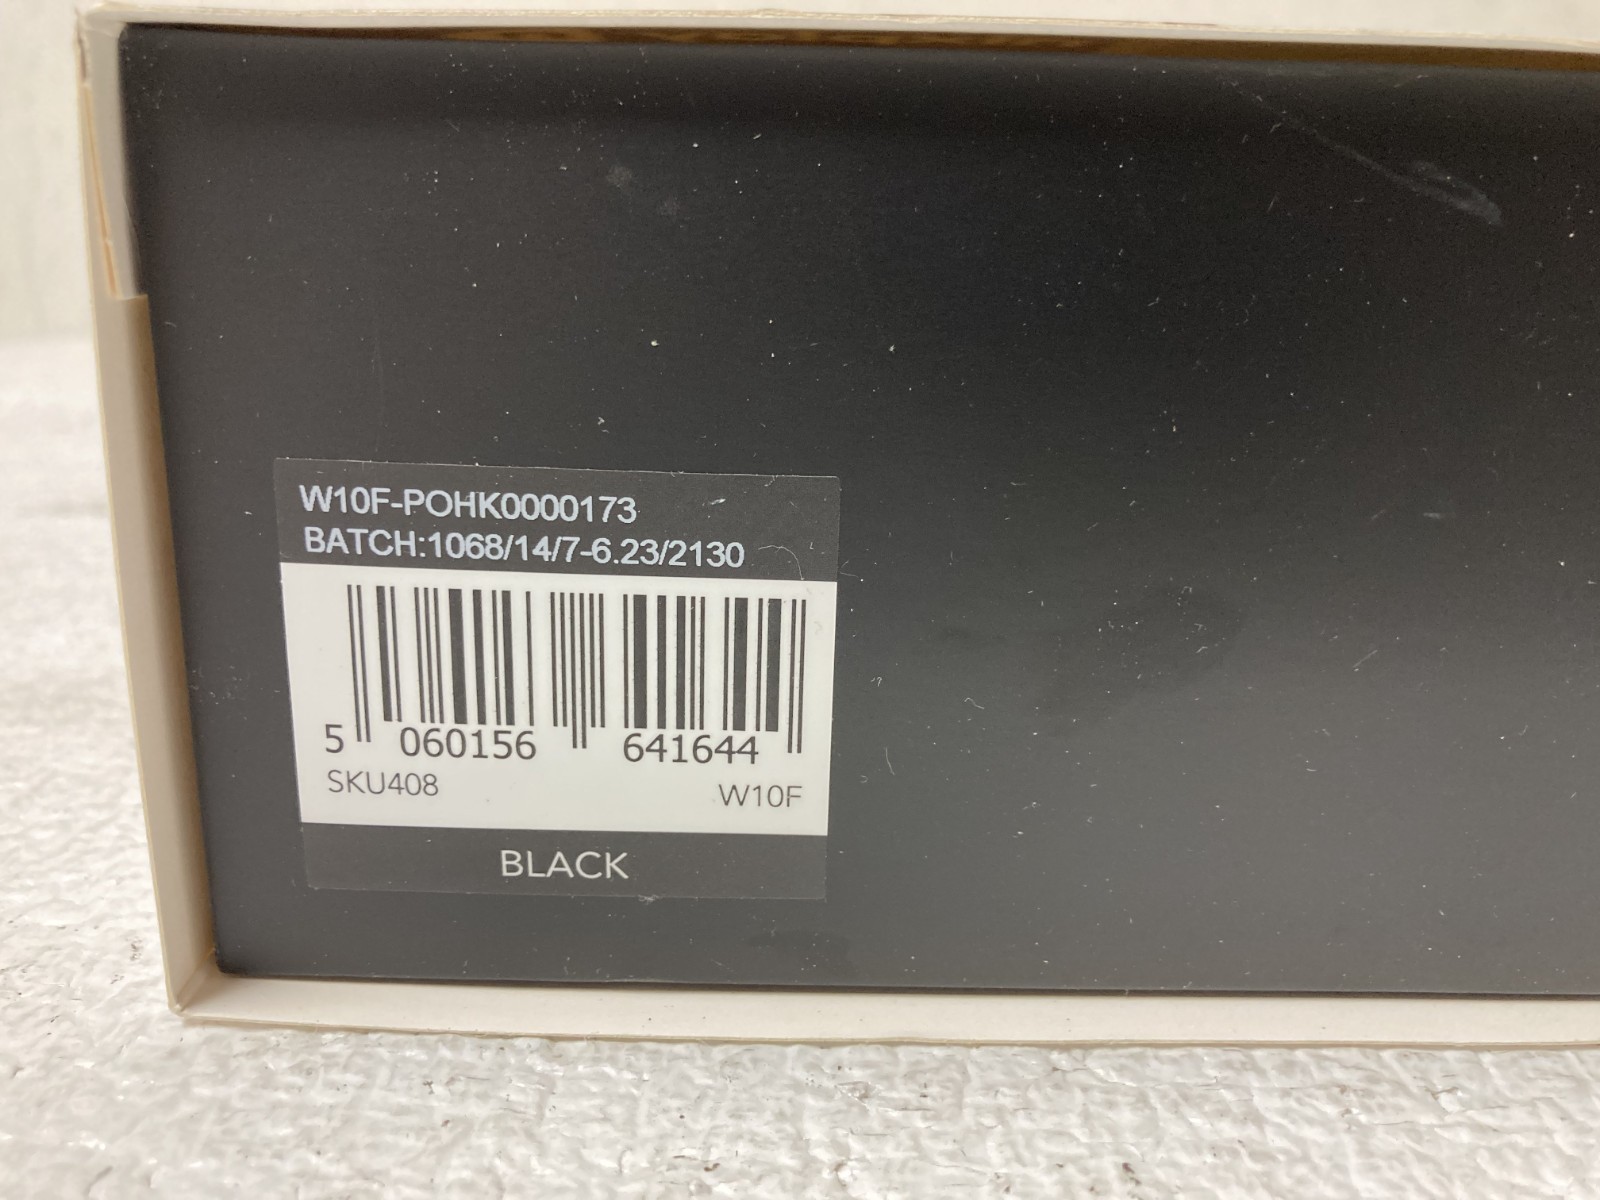 W10F-POHK0000173
BATCH:1068/14/7-6.23/2130
5 060156 641644
SKU408 W10F
BLACK